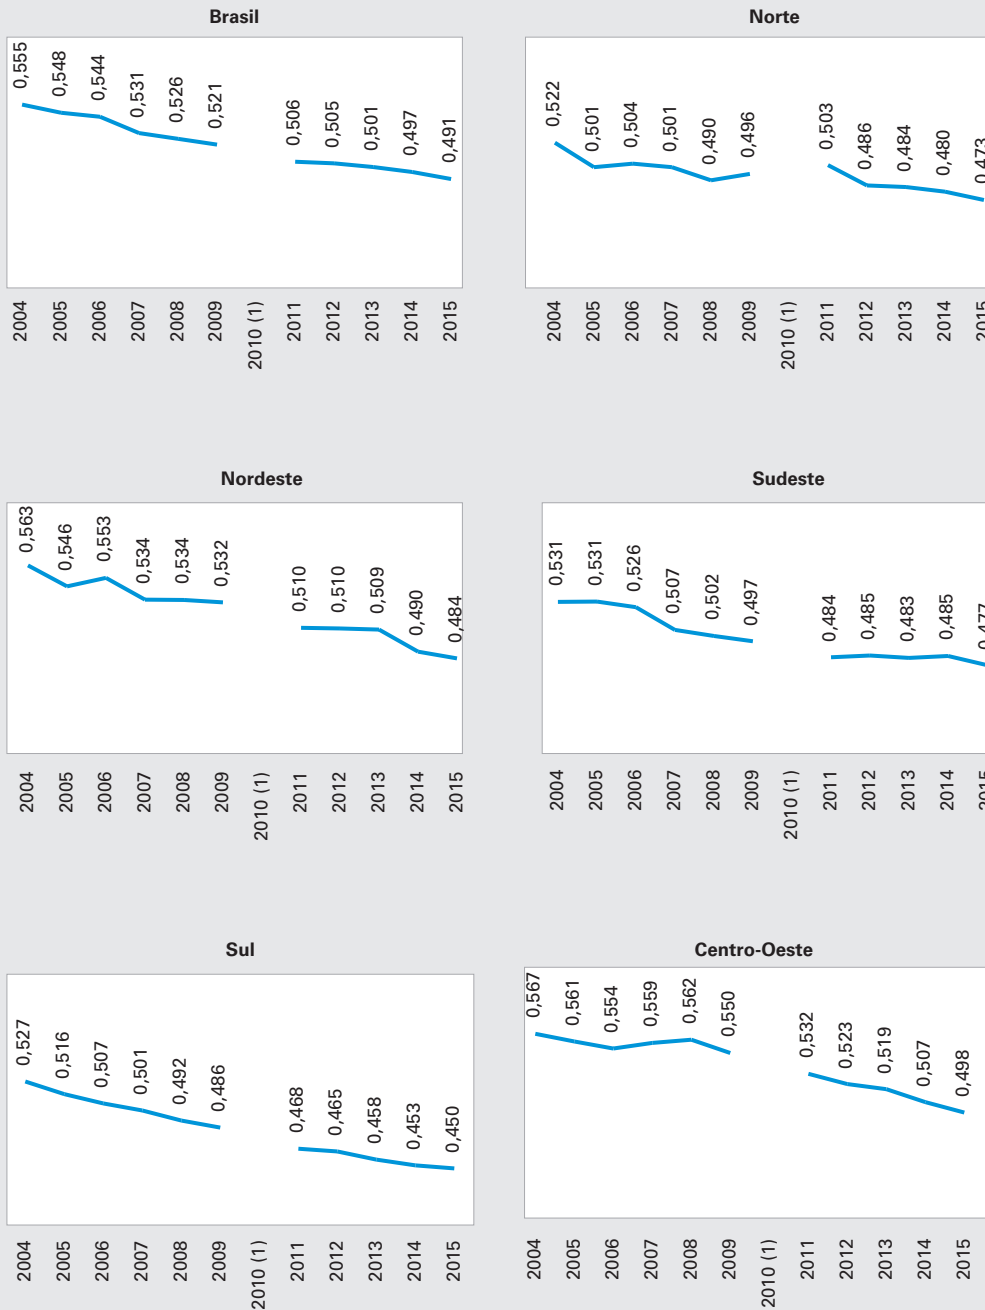 Brasil
0,555 0,548 0,544 0,531 0,526 0,521 0,506 0,505 0,501 0,497 0,491
2004 2005 2006 2007 2008 2009 2010 (1) 2011 2012 2013 2014 2015
Norte
0,522 0,501 0,504 0,501 0,490 0,496 0,503 0,486 0,484 0,480 0,473
2004 2005 2006 2007 2008 2009 2010 (1) 2011 2012 2013 2014 2015
Nordeste
0,563 0,546 0,553 0,534 0,534 0,532 0,510 0,510 0,509 0,490 0,484
2004 2005 2006 2007 2008 2009 2010 (1) 2011 2012 2013 2014 2015
Sudeste
0,531 0,531 0,526 0,507 0,502 0,497 0,484 0,485 0,483 0,485 0,477
2004 2005 2006 2007 2008 2009 2010 (1) 2011 2012 2013 2014 2015
Sul
0,527 0,516 0,507 0,501 0,492 0,486 0,468 0,465 0,458 0,453 0,450
2004 2005 2006 2007 2008 2009 2010 (1) 2011 2012 2013 2014 2015
Centro-Oeste
0,567 0,561 0,554 0,559 0,562 0,550 0,532 0,523 0,519 0,507 0,498
2004 2005 2006 2007 2008 2009 2010 (1) 2011 2012 2013 2014 2015